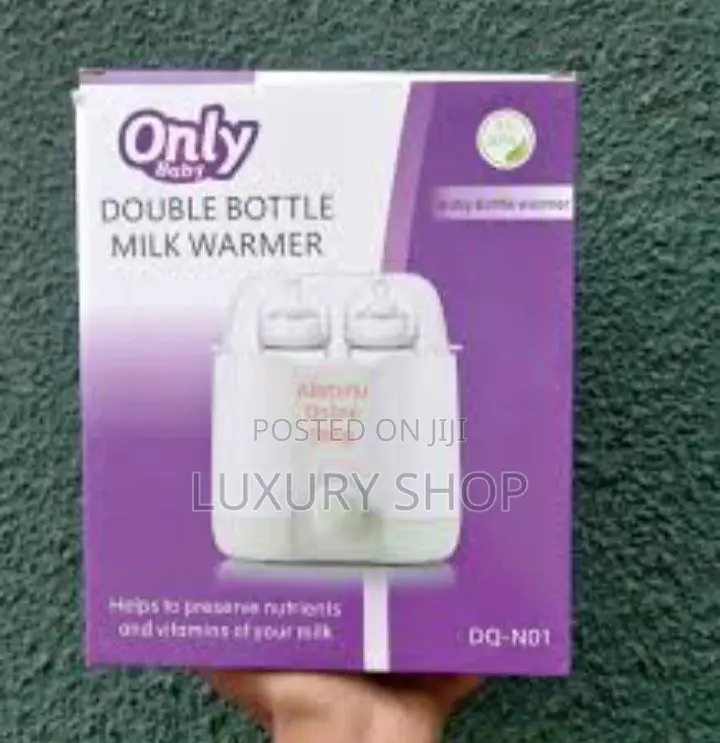 Only
Baby
DOUBLE BOTTLE
MILK WARMER
Baby Bottle warmer
POSTED ON JIJI
LUXURY SHOP
Helps to preserve nutrients
and vitamins of your milk
DQ-N01